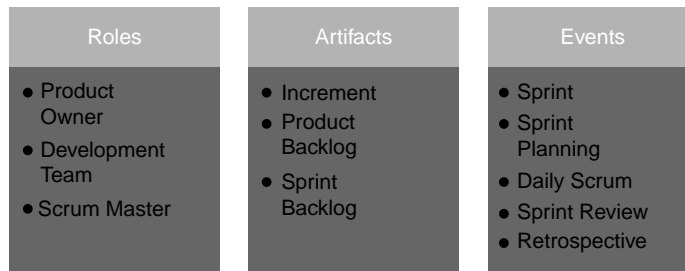 Roles
Product
Owner
Development
Team
Scrum Master
Artifacts
Increment
Product
Backlog
Sprint
Backlog
Events
Sprint
Sprint
Planning
Daily Scrum
Sprint Review
Retrospective